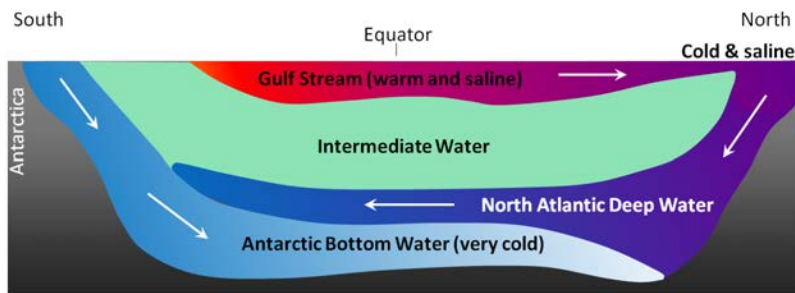 South
Equator
North
Cold & saline
Gulf Stream (warm and saline)
Antarctica
Intermediate Water
North Atlantic Deep Water
Antarctic Bottom Water (very cold)